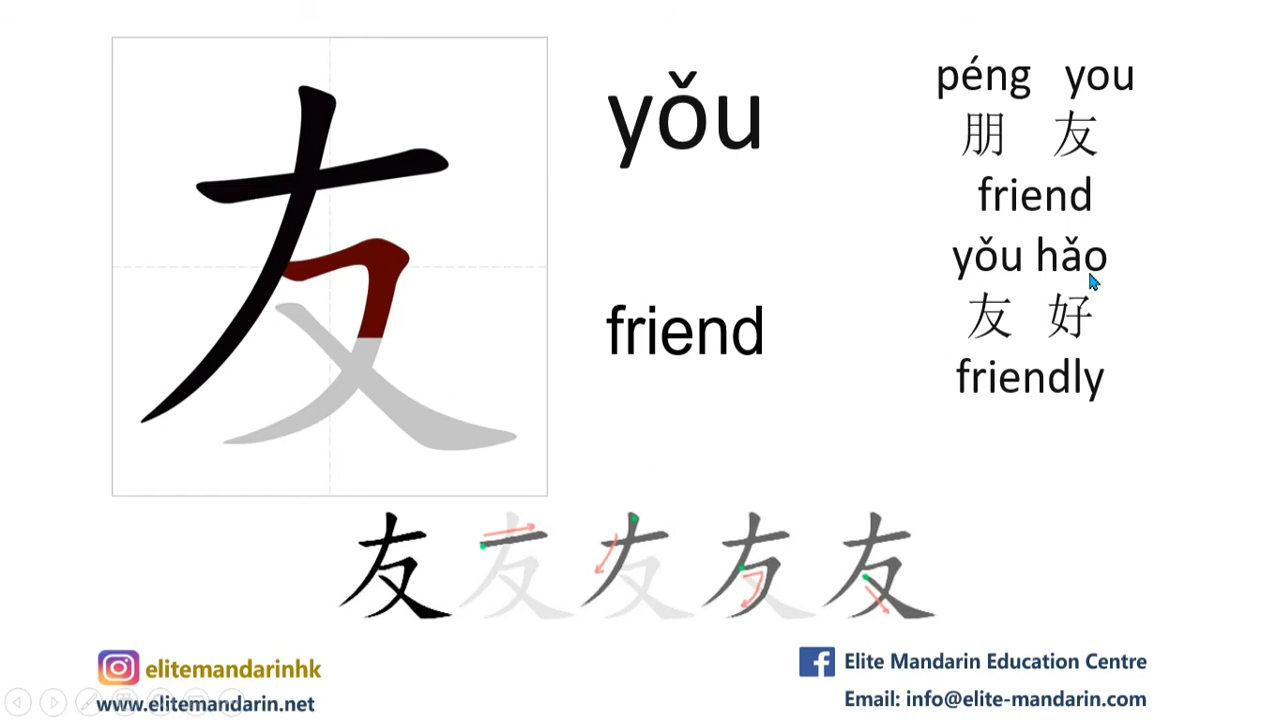 友
yǒu
friend
péng you
朋 友
friend
yǒu hǎo
友 好
friendly
友 友 友 友 友
elitemandarinhk
www.elitemandarin.net
Elite Mandarin Education Centre
Email: info@elite-mandarin.com